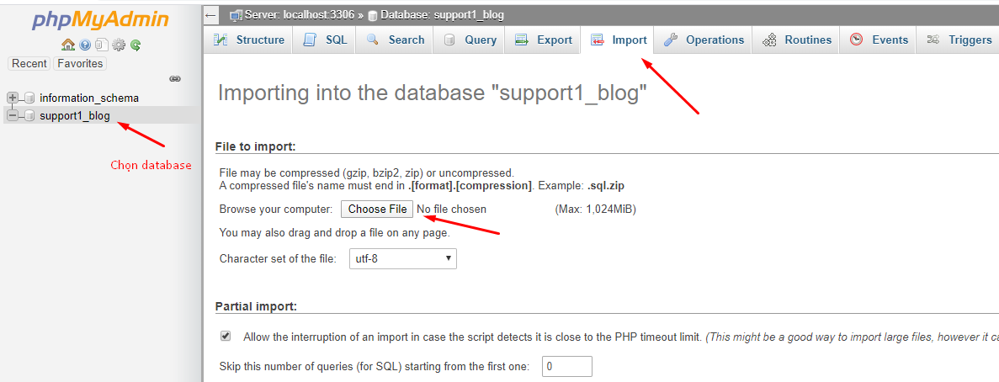 phpMyAdmin
Recent Favorites
information_schema
support1_blog
Chọn database
Server: localhost:3306 » Database: support1_blog
Structure SQL Search Query Export Import Operations Routines Events Triggers
Importing into the database "support1_blog"
File to import:
File may be compressed (gzip, bzip2, zip) or uncompressed.
A compressed file's name must end in .[format].[compression]. Example: .sql.zip
Browse your computer: Choose File No file chosen (Max: 1,024MiB)
You may also drag and drop a file on any page.
Character set of the file: utf-8
Partial import:
Allow the interruption of an import in case the script detects it is close to the PHP timeout limit. (This might be a good way to import large files, however it ca
Skip this number of queries (for SQL) starting from the first one: 0